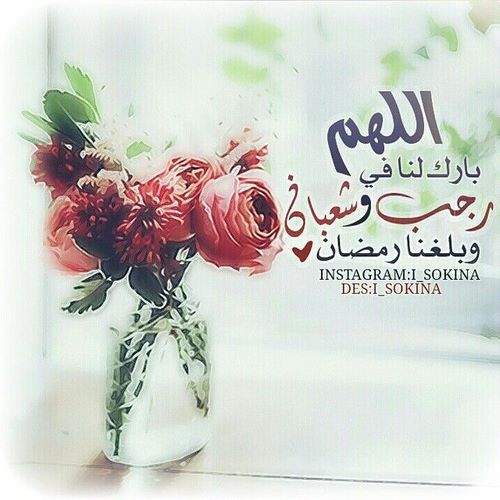 اللهم
بارك لنا في
رجب وشعبان
وبلغنا رمضان
INSTAGRAM:I_SOKINA
DES:I_SOKINA